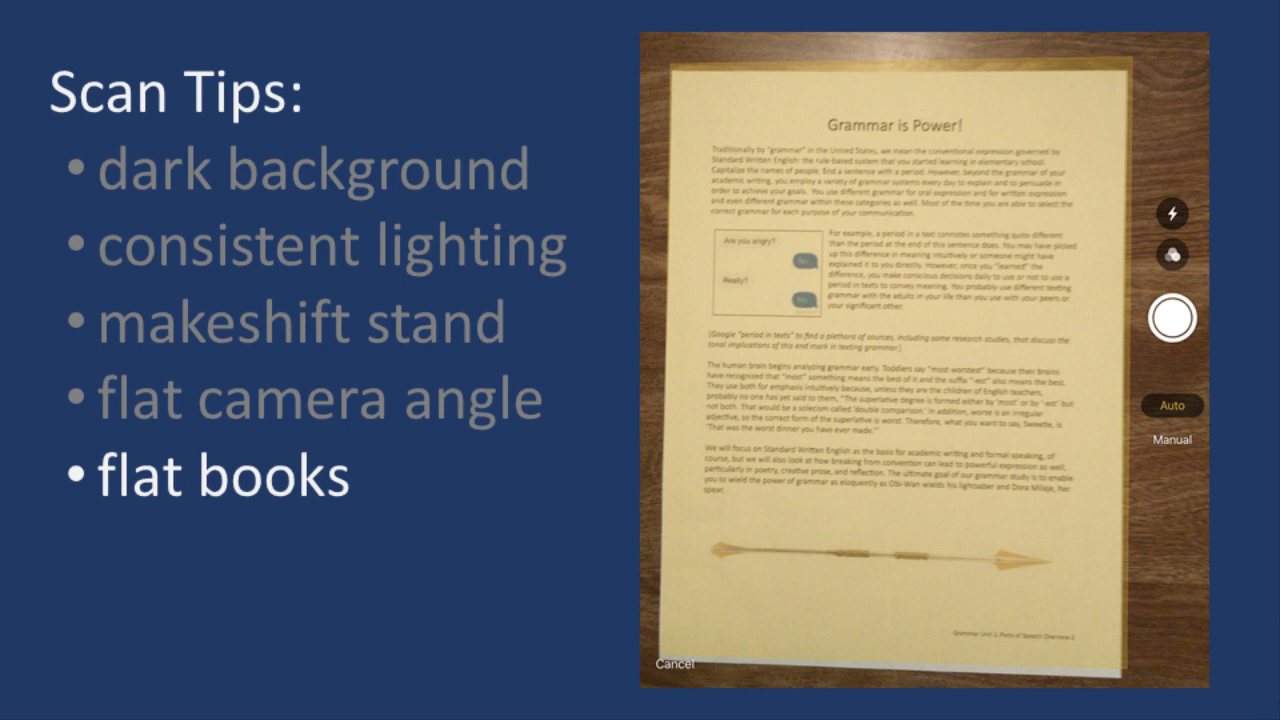 Scan Tips:
• dark background
• consistent lighting
• makeshift stand
• flat camera angle
• flat books
Grammar is Power!
Traditionally by "grammar" in the United States, we mean the conventional expression governed by
Standard Written English: the rule-based system that you started learning in elementary school.
Capitalize the names of people. End a sentence with a period. However, beyond the grammar of your
academic writing, you employ a variety of grammar systems every day to explain and to persuade in
order to achieve your goals. You use different grammar for oral expression and for written expression
and even different grammar within these categories as well. Most of the time you are able to select the
correct grammar for each purpose of your communication.
Are you angry?
No.
Really?
No.
For example, a period in a text connotes something quite different
than the period at the end of this sentence does. You may have picked
up this difference in meaning intuitively or someone might have
explained it to you directly. However, once you "learned" the
difference, you make conscious decisions daily to use or not to use a
period in texts to convey meaning. You probably use different texting
grammar with the adults in your life than you use with your peers or
your significant other.
[Google "period in texts" to find a plethora of sources, including some research studies, that discuss the
tonal implications of this end mark in texting grammar.]
The human brain begins analyzing grammar early. Toddlers say "most worstest" because their brains
have recognized that "most" something means the best of it and the suffix "-est" also means the best.
They use both for emphasis intuitively because, unless they are the children of English teachers,
probably no one has yet said to them, "The superlative degree is formed either by 'most' or by '-est' but
not both. That would be a solecism called 'double comparison.' In addition, worse is an irregular
adjective, so the correct form of the superlative is worst. Therefore, what you want to say, Sweetie, is
'That was the worst dinner you have ever made.'"
We will focus on Standard Written English as the basis for academic writing and formal speaking, of
course, but we will also look at how breaking from convention can lead to powerful expression as well,
particularly in poetry, creative prose, and reflection. The ultimate goal of our grammar study is to enable
you to wield the power of grammar as eloquently as Obi-Wan wields his lightsaber and Dora Milaje, her
spear.
Grammar Unit 1: Parts of Speech Overview 2
Auto
Manual
Cancel